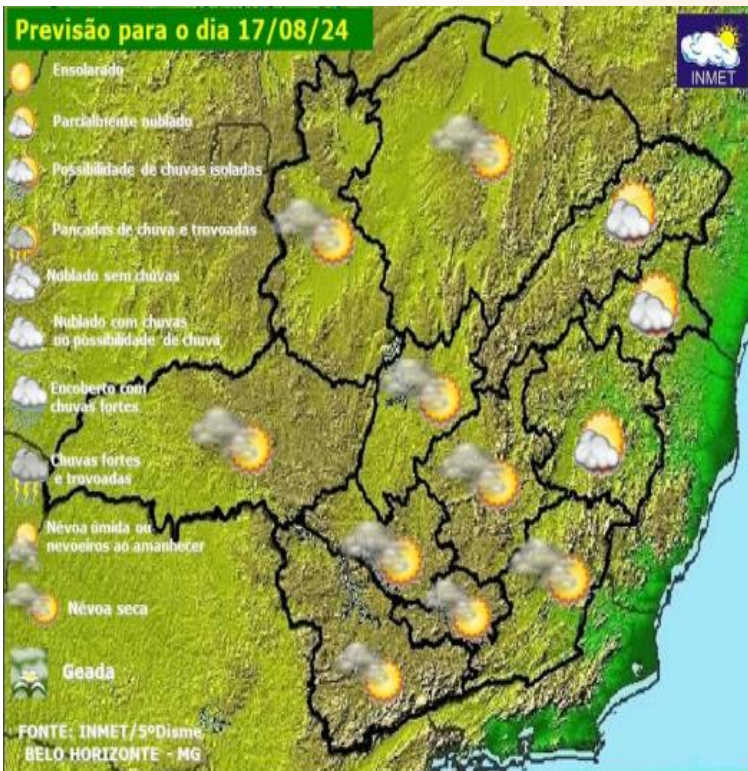 Previsão para o dia 17/08/24
INMET
Ensolarado
Parcialmente nublado
Possibilidade de chuvas isoladas
Pancadas de chuva e trovoadas
Noblado sem chuvas
Nublado com chuvas
no possibilidade de chuva
Encoberto com
chuvas fortes
Chuvas fortes
e trovoadas
Névoa úmida ou
nevoeiros ao amanhecer
Névoa seca
Geada
FONTE: INMET/5ºDisme
BELO HORIZONTE - MG